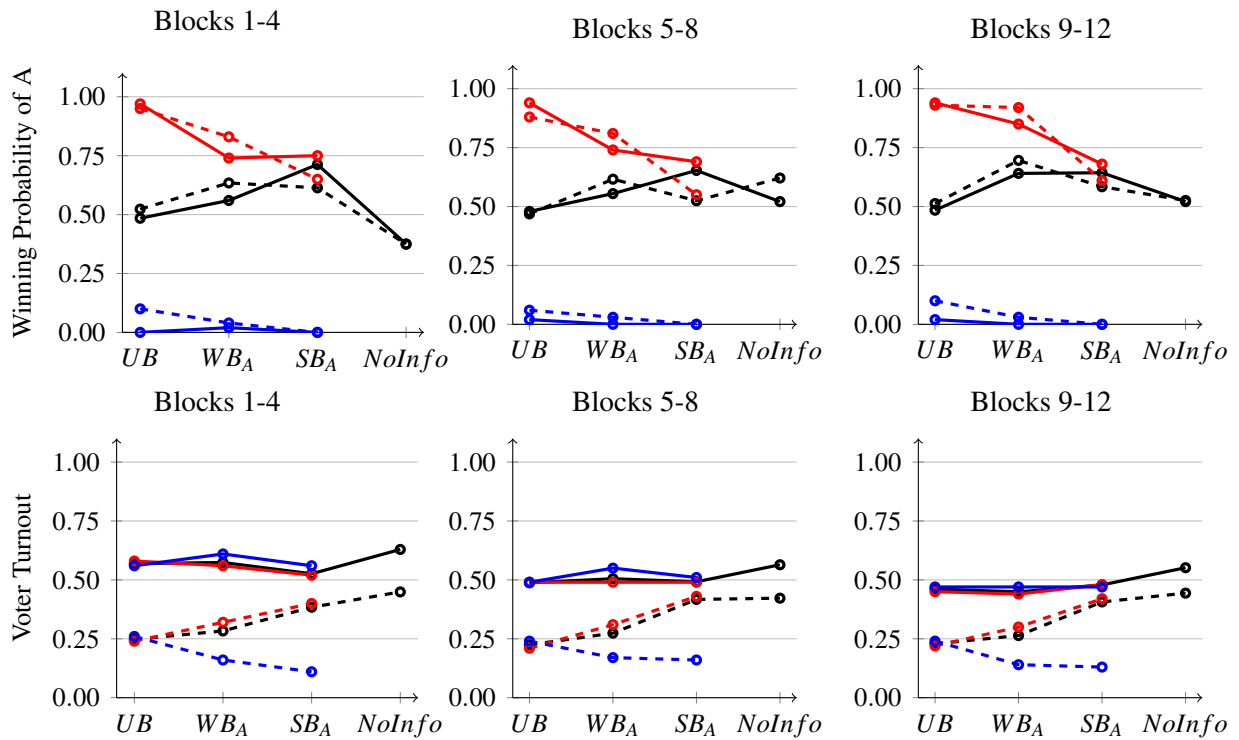 Blocks 1-4
Blocks 5-8
Blocks 9-12
Winning Probability of A
1.00
0.75
0.50
0.25
0.00
UB WB_A SB_A NoInfo
1.00
0.75
0.50
0.25
0.00
UB WB_A SB_A NoInfo
1.00
0.75
0.50
0.25
0.00
UB WB_A SB_A NoInfo
Blocks 1-4
Blocks 5-8
Blocks 9-12
Voter Turnout
1.00
0.75
0.50
0.25
0.00
UB WB_A SB_A NoInfo
1.00
0.75
0.50
0.25
0.00
UB WB_A SB_A NoInfo
1.00
0.75
0.50
0.25
0.00
UB WB_A SB_A NoInfo